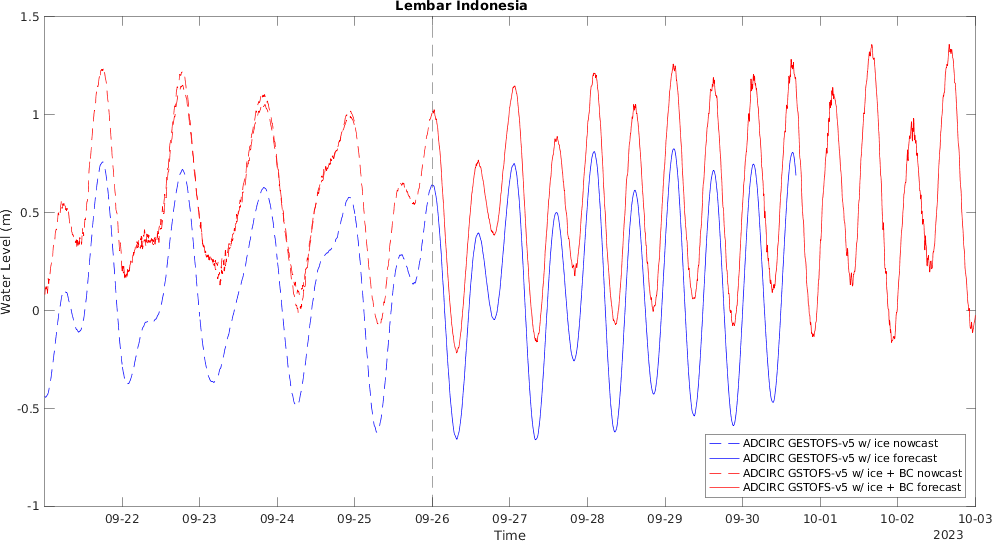 Lembar Indonesia
1.5
1
0.5
0
-0.5
-1
Water Level (m)
ADCIRC GESTOFS-v5 w/ ice nowcast
ADCIRC GESTOFS-v5 w/ ice forecast
ADCIRC GSTOFS-v5 w/ ice + BC nowcast
ADCIRC GSTOFS-v5 w/ ice + BC forecast
09-22 09-23 09-24 09-25 09-26 09-27 09-28 09-29 09-30 10-01 10-02 10-03
Time
2023